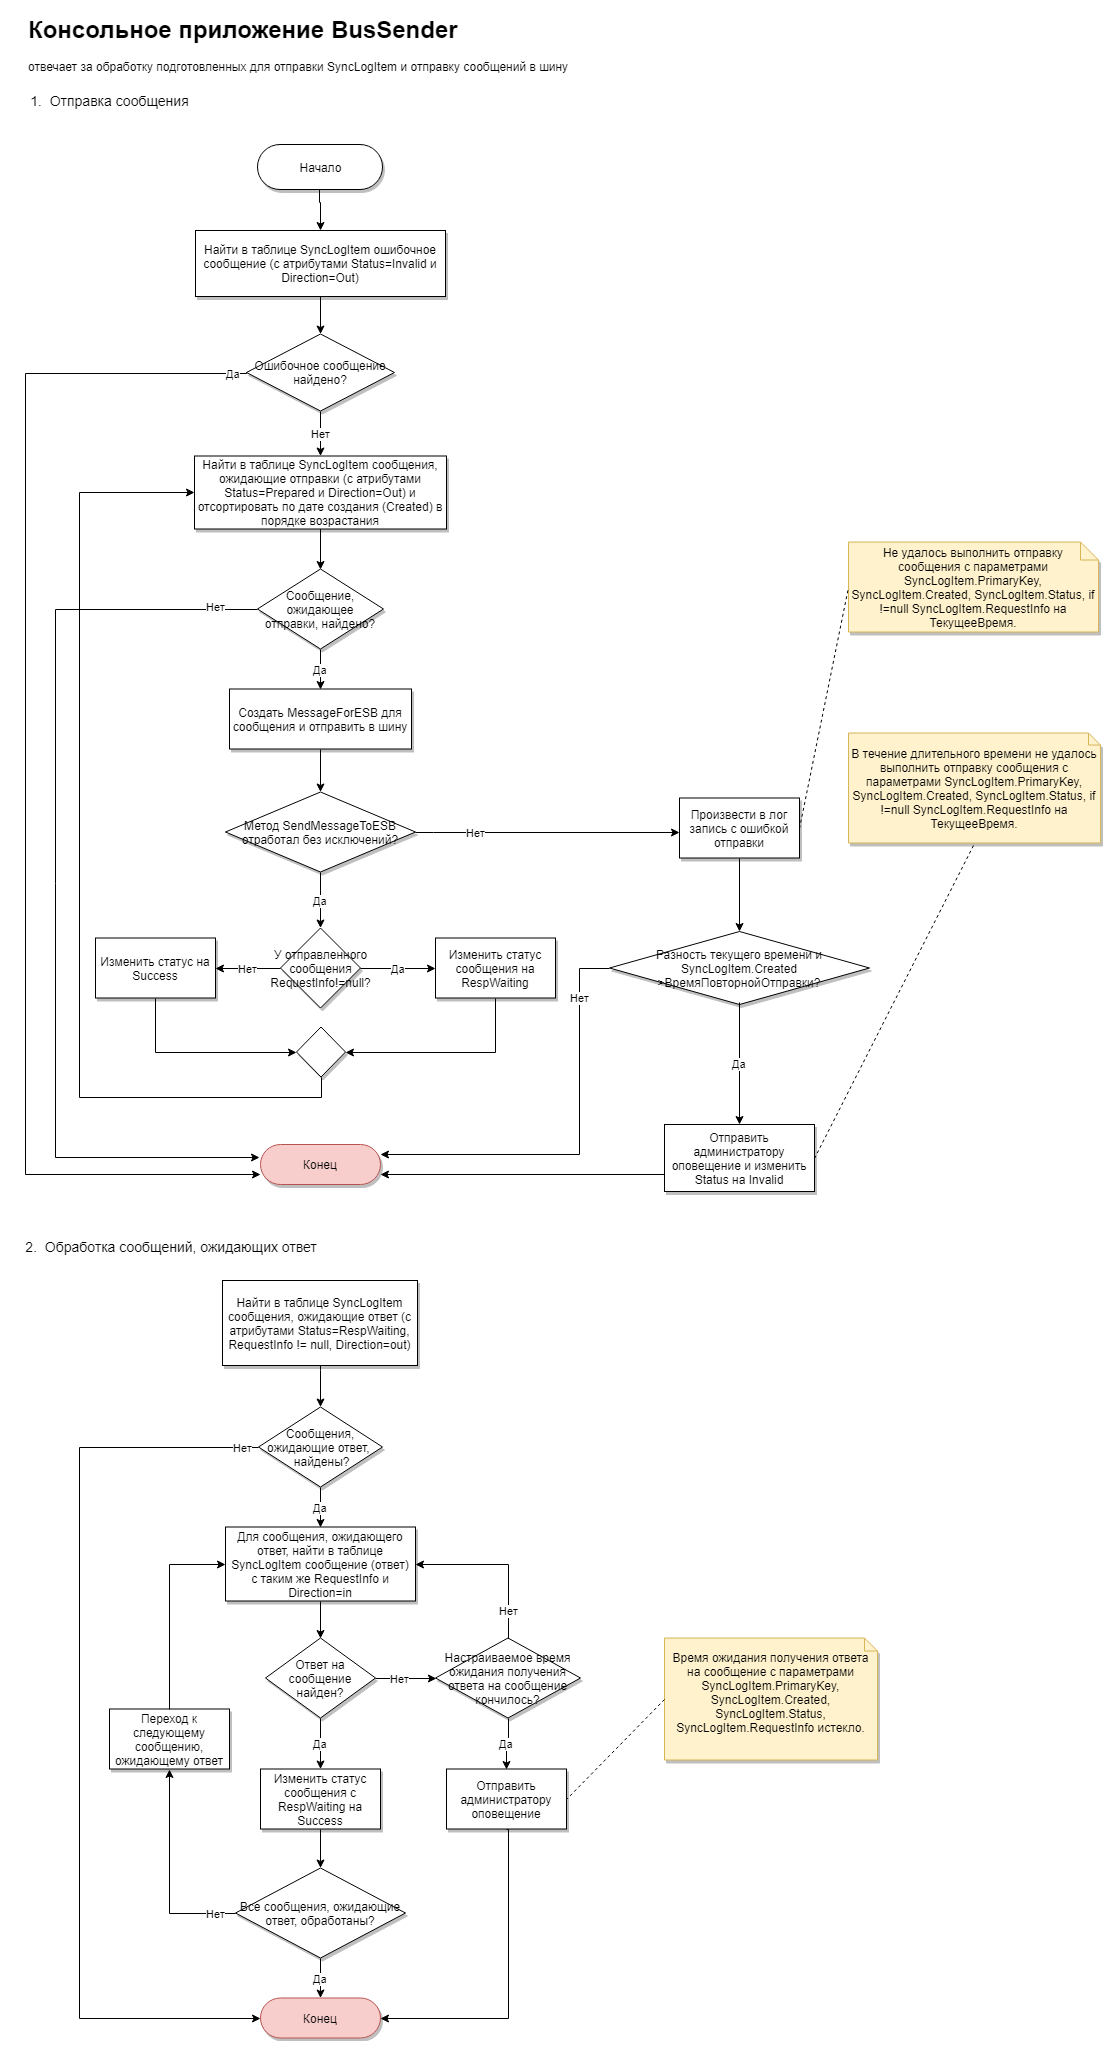 Консольное приложение BusSender
отвечает за обработку подготовленных для отправки SyncLogItem и отправку сообщений в шину
1. Отправка сообщения
Начало
Найти в таблице SyncLogItem ошибочное
сообщение (с атрибутами Status=Invalid и
Direction=Out)
Ошибочное сообщение
найдено?
Да
Нет
Найти в таблице SyncLogItem сообщения,
ожидающие отправки (с атрибутами
Status=Prepared и Direction=Out) и
отсортировать по дате создания (Created) в
порядке возрастания
Не удалось выполнить отправку
сообщения с параметрами
SyncLogItem.PrimaryKey,
SyncLogItem.Created, SyncLogItem.Status, if
!=null SyncLogItem.RequestInfo на
ТекущееВремя.
Сообщение,
ожидающее
отправки, найдено?
Нет
Да
Создать MessageForESB для
сообщения и отправить в шину
В течение длительного времени не удалось
выполнить отправку сообщения с
параметрами SyncLogItem.PrimaryKey,
SyncLogItem.Created, SyncLogItem.Status, if
!=null SyncLogItem.RequestInfo на
ТекущееВремя.
Метод SendMessageToESB
отработал без исключений?
Нет
Произвести в лог
запись с ошибкой
отправки
Да
Изменить статус на
Success
Нет
У отправленного
сообщения
RequestInfo!=null?
Да
Изменить статус
сообщения на
RespWaiting
Разность текущего времени и
SyncLogItem.Created
>ВремяПовторнойОтправки?
Нет
Да
Конец
Отправить
администратору
оповещение и изменить
Status на Invalid
2. Обработка сообщений, ожидающих ответ
Найти в таблице SyncLogItem
сообщения, ожидающие ответ (с
атрибутами Status=RespWaiting,
RequestInfo != null, Direction=out)
Сообщения,
ожидающие ответ,
найдены?
Нет
Да
Для сообщения, ожидающего
ответ, найти в таблице
SyncLogItem сообщение (ответ)
с таким же RequestInfo и
Direction=in
Нет
Ответ на
сообщение
найден?
Нет
Настраиваемое время
ожидания получения
ответа на сообщение
кончилось?
Время ожидания получения ответа
на сообщение с параметрами
SyncLogItem.PrimaryKey,
SyncLogItem.Created,
SyncLogItem.Status,
SyncLogItem.RequestInfo истекло.
Переход к
следующему
сообщению,
ожидающему ответ
Да
Да
Изменить статус
сообщения с
RespWaiting на
Success
Отправить
администратору
оповещение
Все сообщения, ожидающие
ответ, обработаны?
Нет
Да
Конец